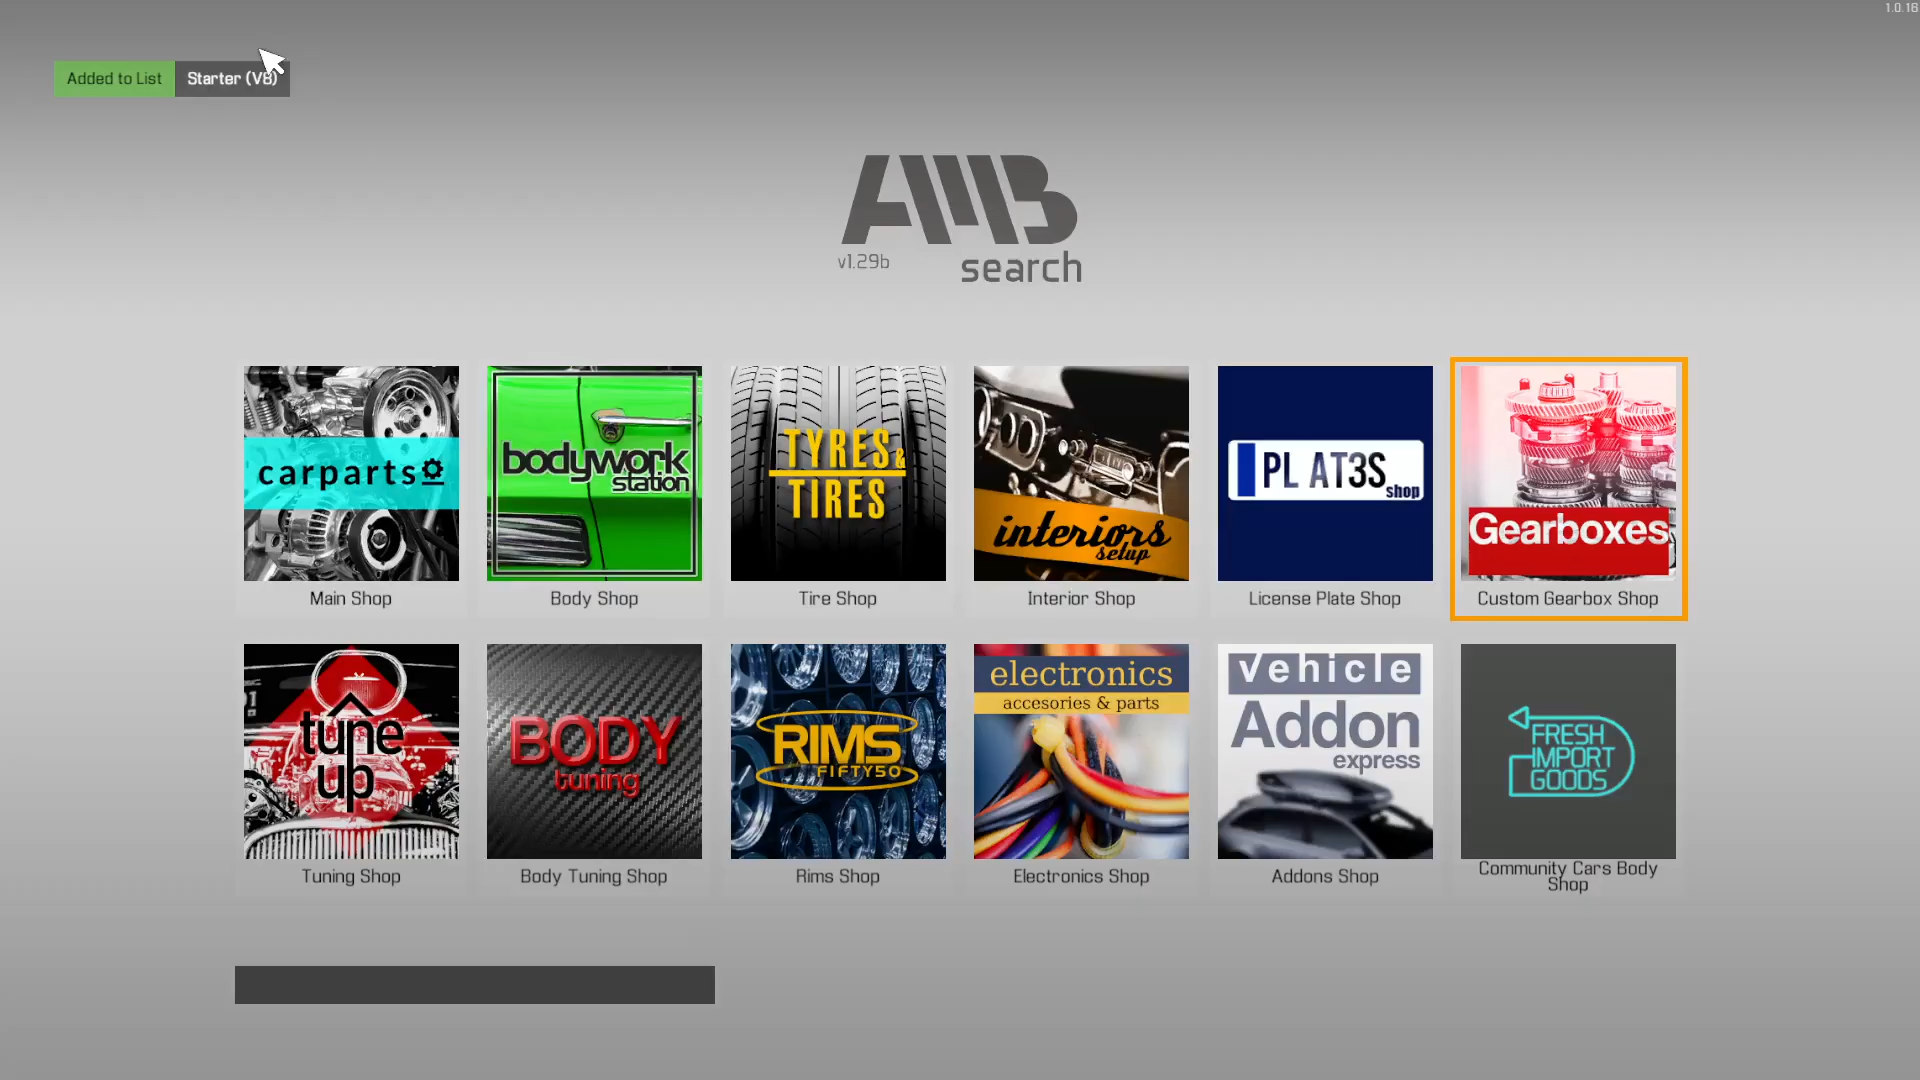 1.0.16
Added to List Starter (V8)
AMB
v1.29b search
carparts
bodywork
station
TYRES &
TIRES
interiors
setup
PL AT3S
shop
Gearboxes
Main Shop
Body Shop
Tire Shop
Interior Shop
License Plate Shop
Custom Gearbox Shop
tune
up
BODY
tuning
RIMS
FIFTY50
electronics
accesories & parts
vehicle
Addon
express
FRESH
IMPORT
GOODS
Tuning Shop
Body Tuning Shop
Rims Shop
Electronics Shop
Addons Shop
Community Cars Body
Shop